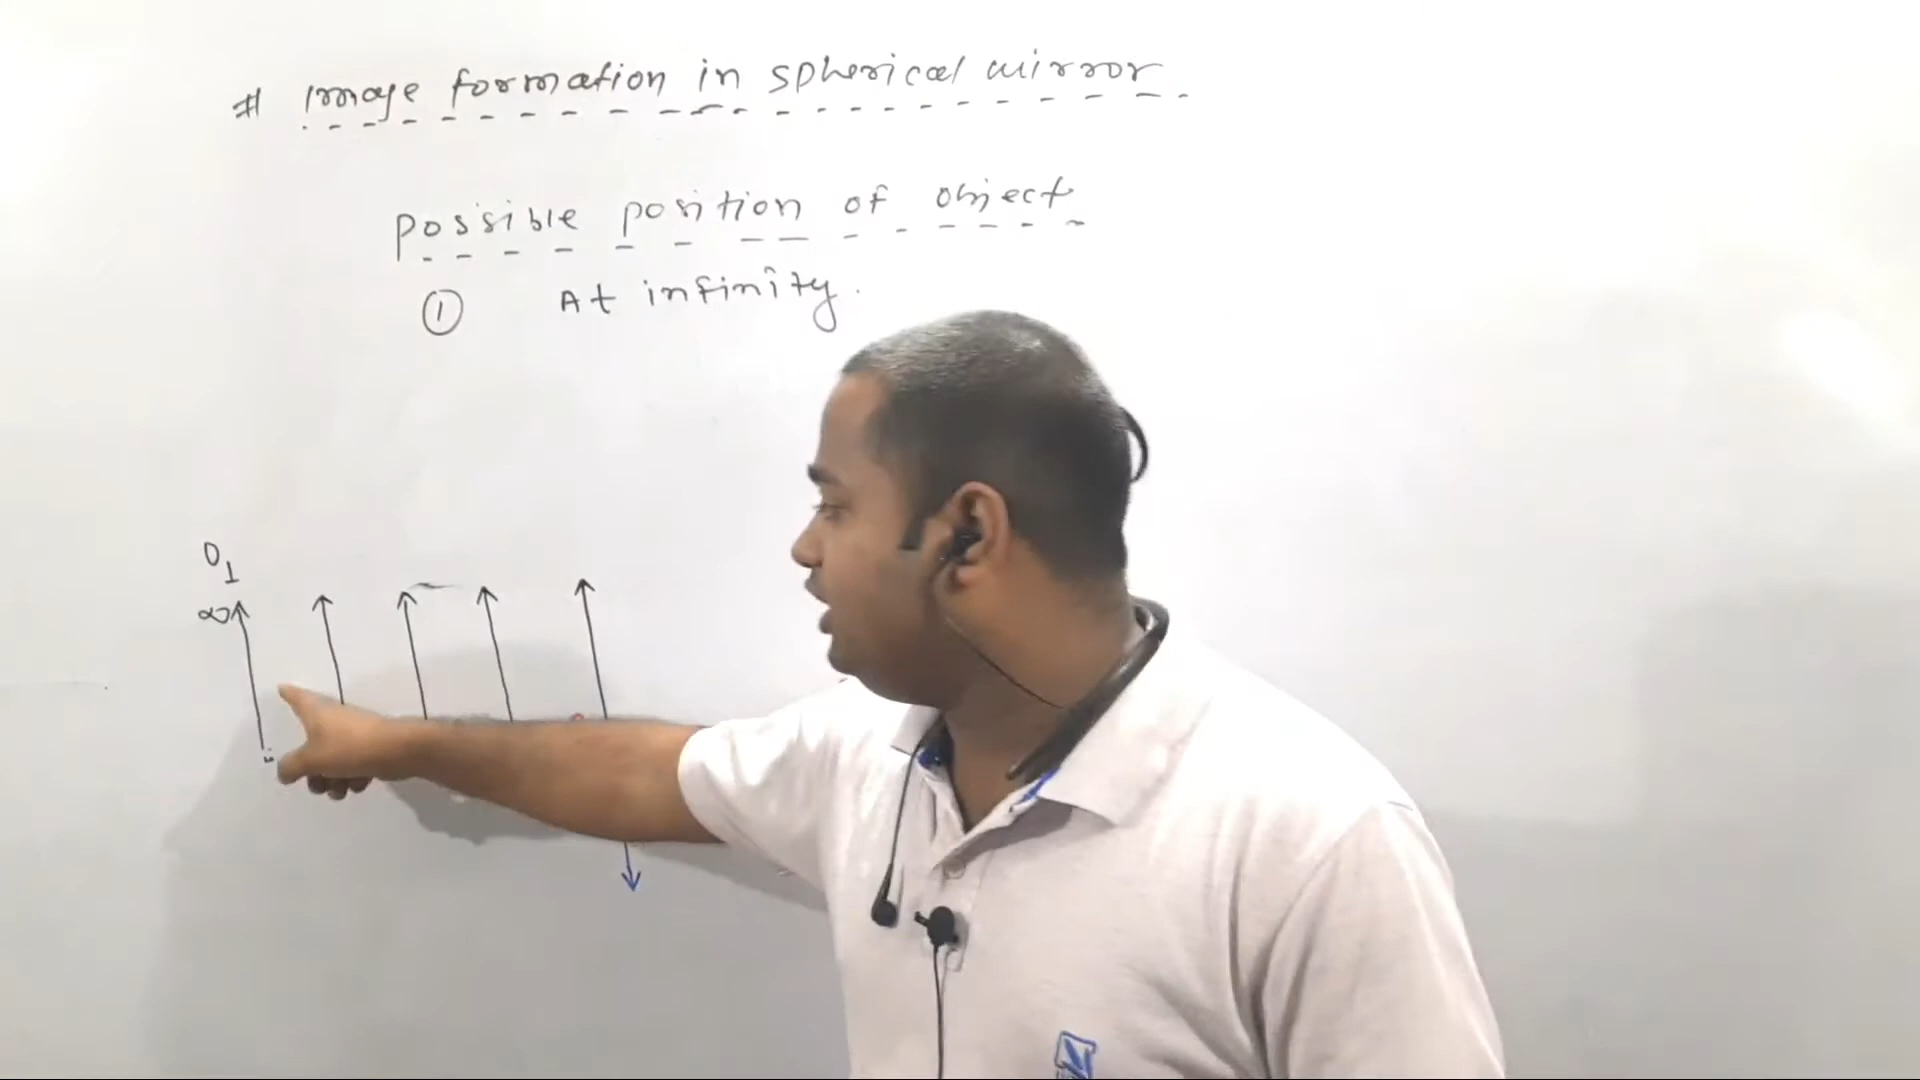 # Image formation in spherical mirror
possible position of object
① At infinity.
O₁
∞